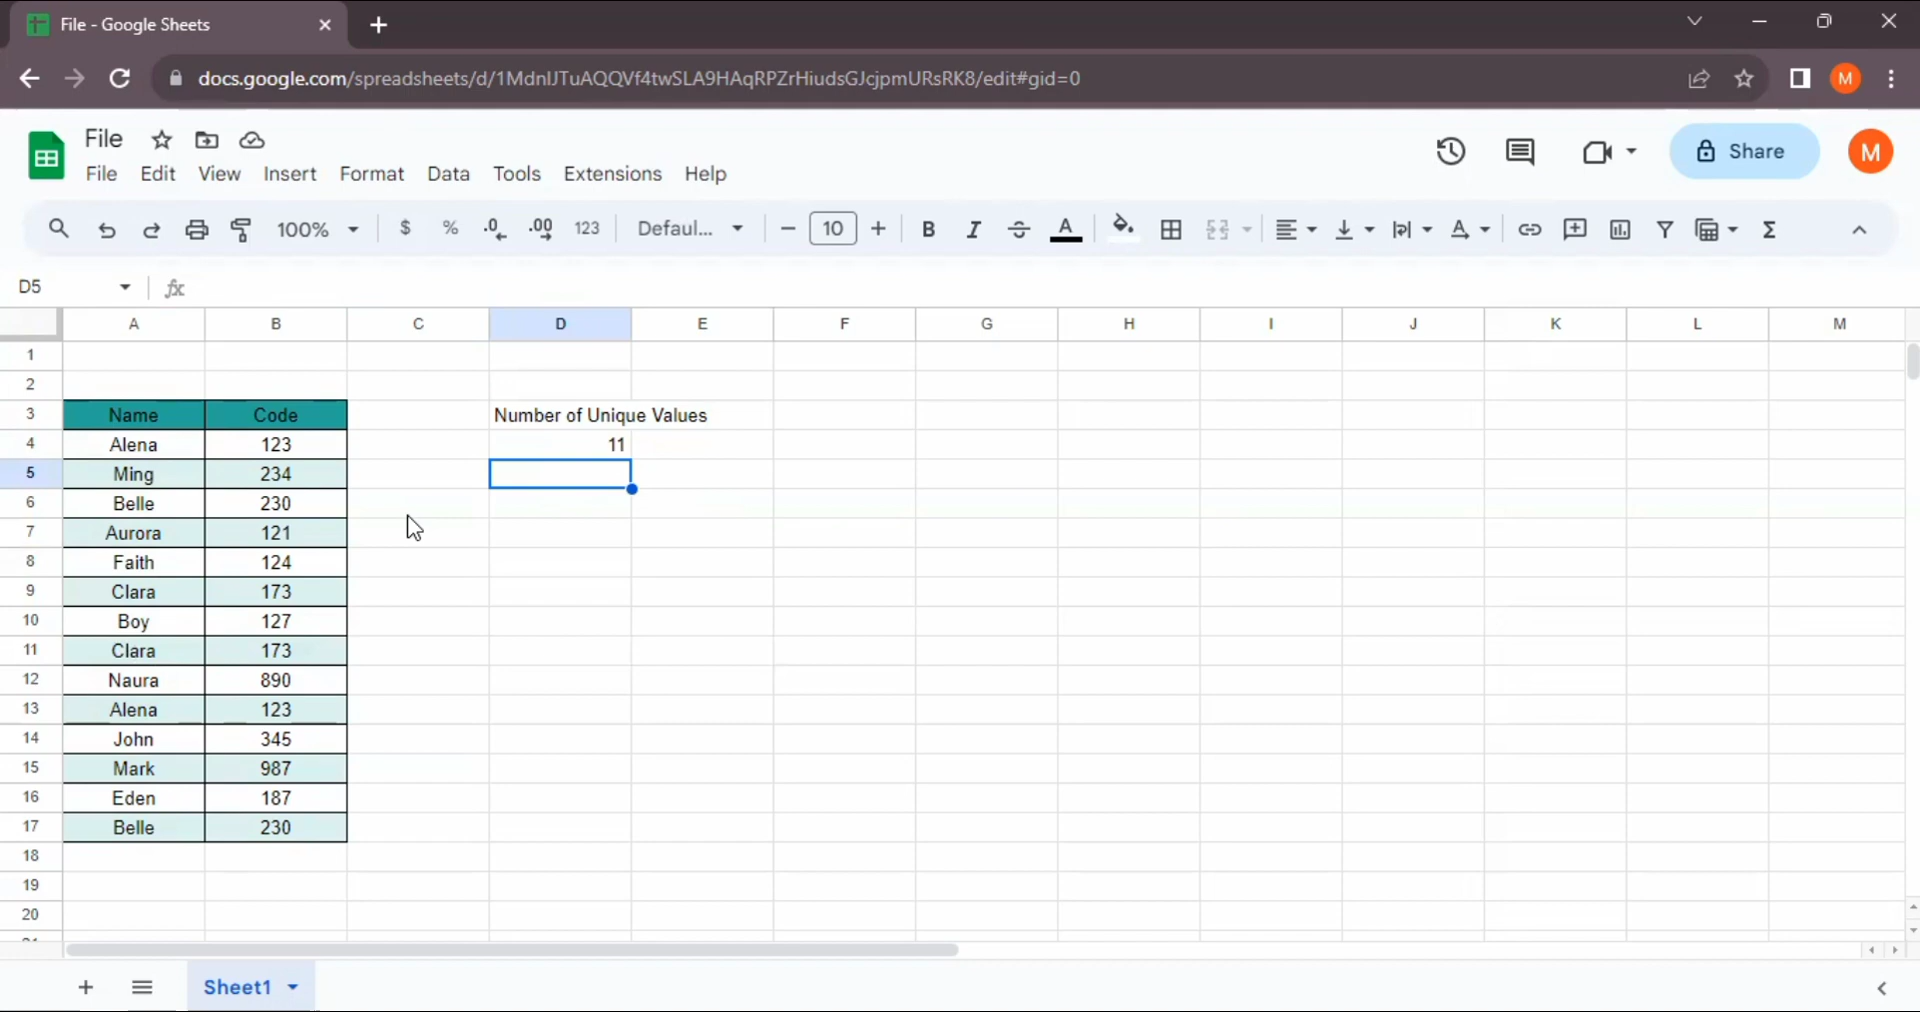 File - Google Sheets
docs.google.com/spreadsheets/d/1MdnIJTuAQQVf4twSLA9HAqRPZrHiudsGJcjpmURsRK8/edit#gid=0
M
File
File Edit View Insert Format Data Tools Extensions Help
Share
M
100% $ % .0 .00 123 Defaul... 10 B I S A Σ
D5 fx
A B C D E F G H I J K L M
1
2
3 Name Code Number of Unique Values
4 Alena 123 11
5 Ming 234
6 Belle 230
7 Aurora 121
8 Faith 124
9 Clara 173
10 Boy 127
11 Clara 173
12 Naura 890
13 Alena 123
14 John 345
15 Mark 987
16 Eden 187
17 Belle 230
18
19
20
Sheet1